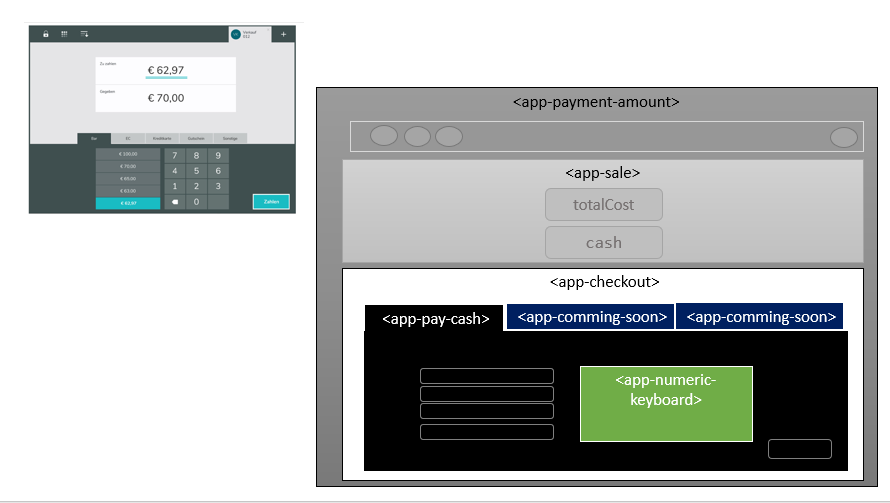 Verkauf
Zu zahlen
€ 62,97
Gegeben
€ 70,00
Bar
EC
Kreditkarte
Gutschein
Sonstige
€ 100,00
€ 70,00
€ 65,00
€ 63,00
€ 62,97
7 8 9
4 5 6
1 2 3
0
Zahlen
<app-payment-amount>
<app-sale>
totalCost
cash
<app-checkout>
<app-pay-cash>
<app-comming-soon>
<app-comming-soon>
<app-numeric-
keyboard>